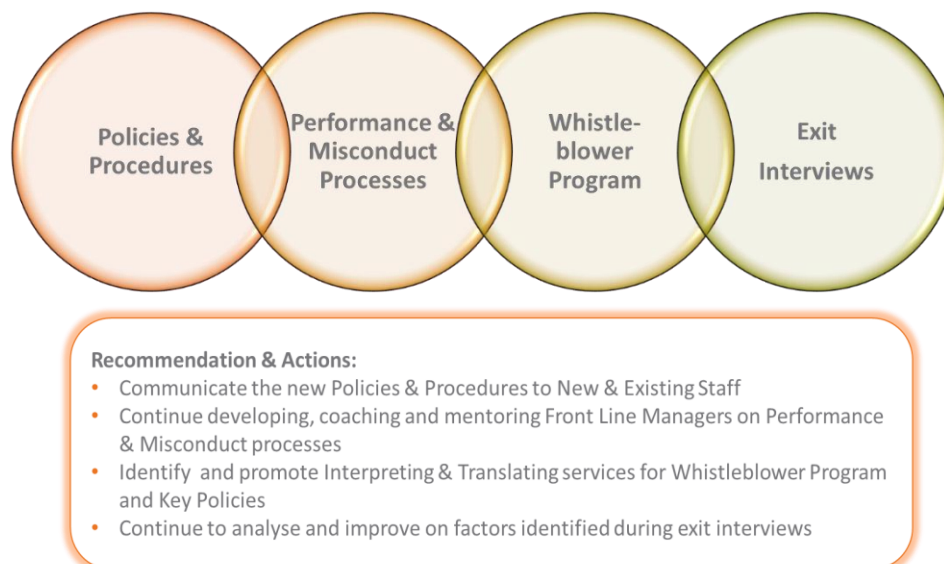 Policies &
Procedures
Performance &
Misconduct
Processes
Whistle-
blower
Program
Exit
Interviews
Recommendation & Actions:
• Communicate the new Policies & Procedures to New & Existing Staff
• Continue developing, coaching and mentoring Front Line Managers on Performance
& Misconduct processes
• Identify  and promote Interpreting & Translating services for Whistleblower Program
and Key Policies
• Continue to analyse and improve on factors identified during exit interviews